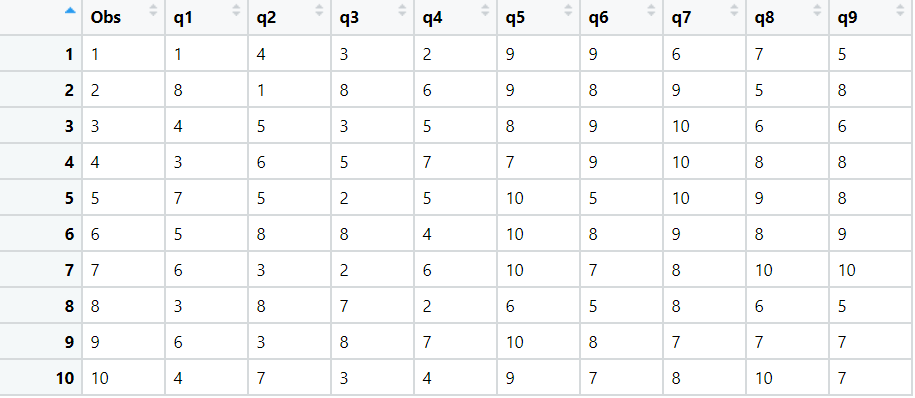 Obs q1 q2 q3 q4 q5 q6 q7 q8 q9
1 1 1 4 3 2 9 9 6 7 5
2 2 8 1 8 6 9 8 9 5 8
3 3 4 5 3 5 8 9 10 6 6
4 4 3 6 5 7 7 9 10 8 8
5 5 7 5 2 5 10 5 10 9 8
6 6 5 8 8 4 10 8 9 8 9
7 7 6 3 2 6 10 7 8 10 10
8 8 3 8 7 2 6 5 8 6 5
9 9 6 3 8 7 10 8 7 7 7
10 10 4 7 3 4 9 7 8 10 7